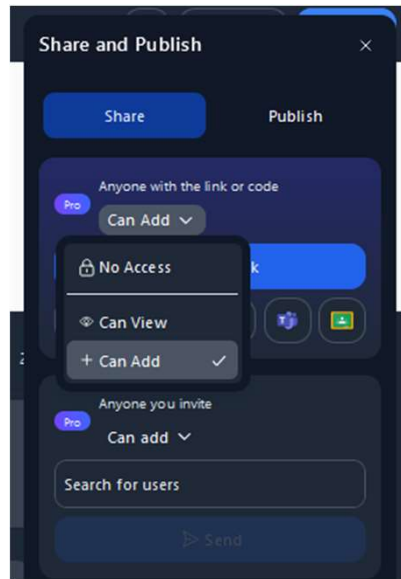 Share and Publish
Share
Publish
Anyone with the link or code
Pro
Can Add
No Access
k
Can View
Can Add
Anyone you invite
Pro
Can add
Search for users
Send